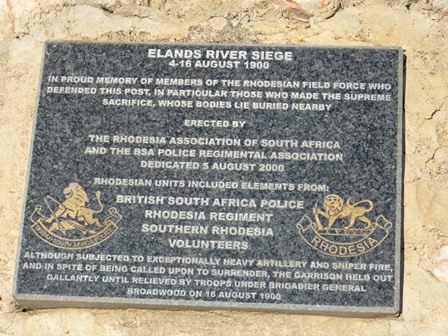 ELANDS RIVER SIEGE
4-16 AUGUST 1900
IN PROUD MEMORY OF MEMBERS OF THE RHODESIAN FIELD FORCE WHO
DEFENDED THIS POST, IN PARTICULAR THOSE WHO MADE THE SUPREME
SACRIFICE, WHOSE BODIES LIE BURIED NEARBY
ERECTED BY
THE RHODESIA ASSOCIATION OF SOUTH AFRICA
AND THE BSA POLICE REGIMENTAL ASSOCIATION
DEDICATED 5 AUGUST 2000
RHODESIAN UNITS INCLUDED ELEMENTS FROM:
BRITISH SOUTH AFRICA POLICE
RHODESIA REGIMENT
SOUTHERN RHODESIA
VOLUNTEERS
RHODESIA
ALTHOUGH SUBJECTED TO EXCEPTIONALLY HEAVY ARTILLERY AND SNIPER FIRE,
AND IN SPITE OF BEING CALLED UPON TO SURRENDER, THE GARRISON HELD OUT
GALLANTLY UNTIL RELIEVED BY TROOPS UNDER BRIGADIER GENERAL
BROADWOOD ON 16 AUGUST 1900